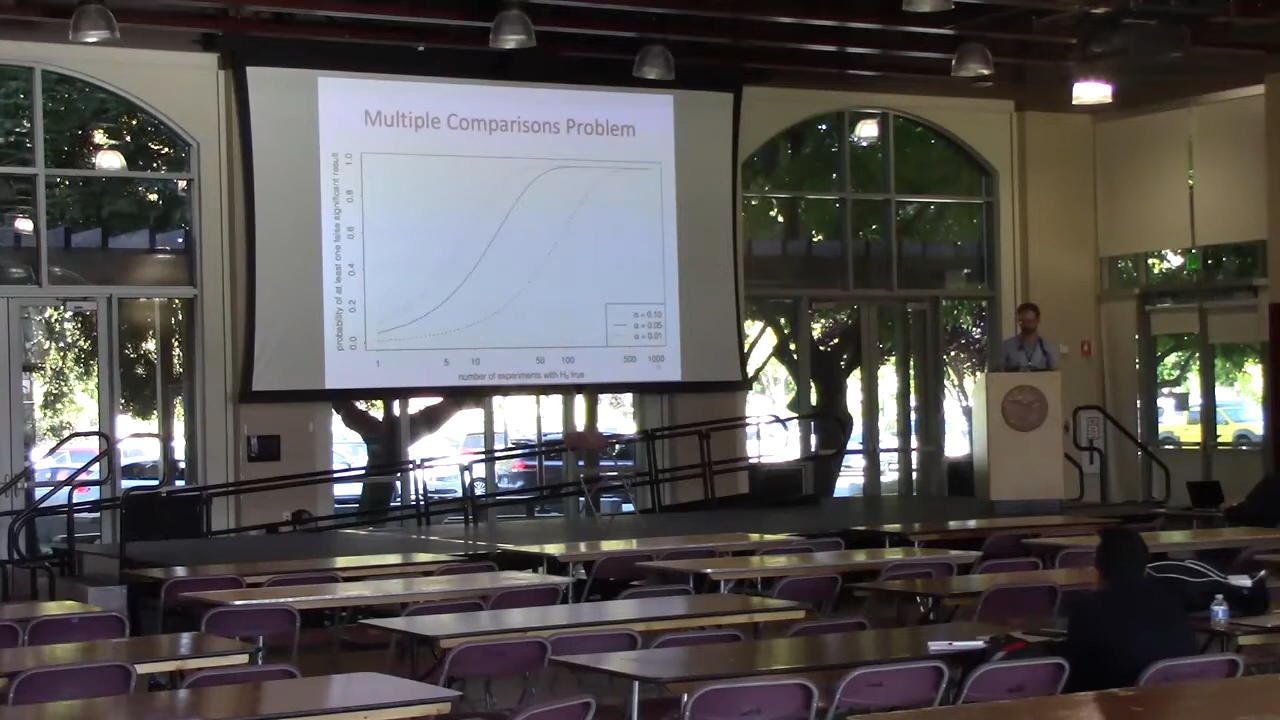 Multiple Comparisons Problem
probability of at least one false significant result
1.0
0.8
0.6
0.4
0.2
0.0
α = 0.10
α = 0.05
α = 0.01
1 5 10 50 100 500 1000
number of experiments with H₀ true